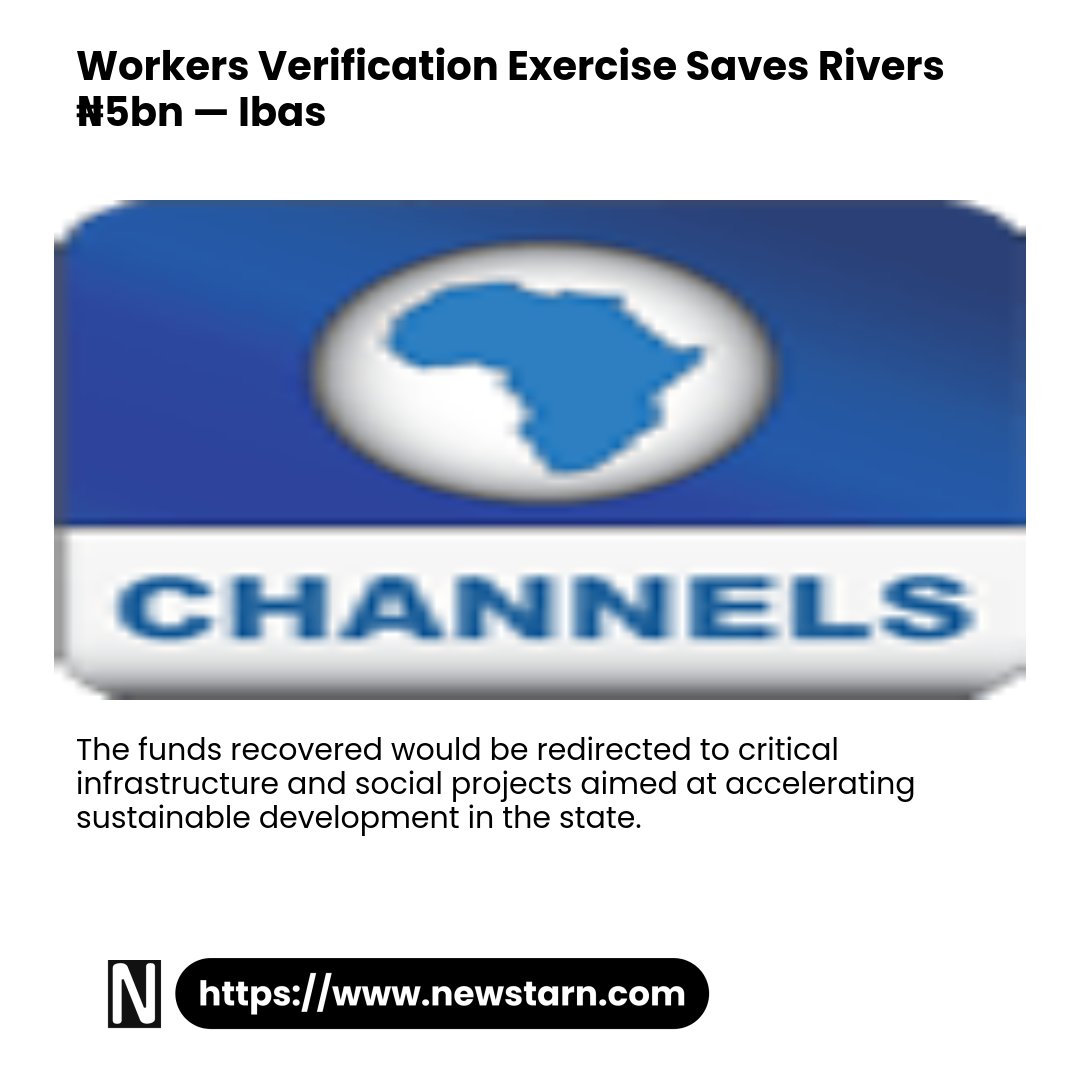 Workers Verification Exercise Saves Rivers
₦5bn — Ibas
CHANNELS
The funds recovered would be redirected to critical
infrastructure and social projects aimed at accelerating
sustainable development in the state.
N
https://www.newstarn.com